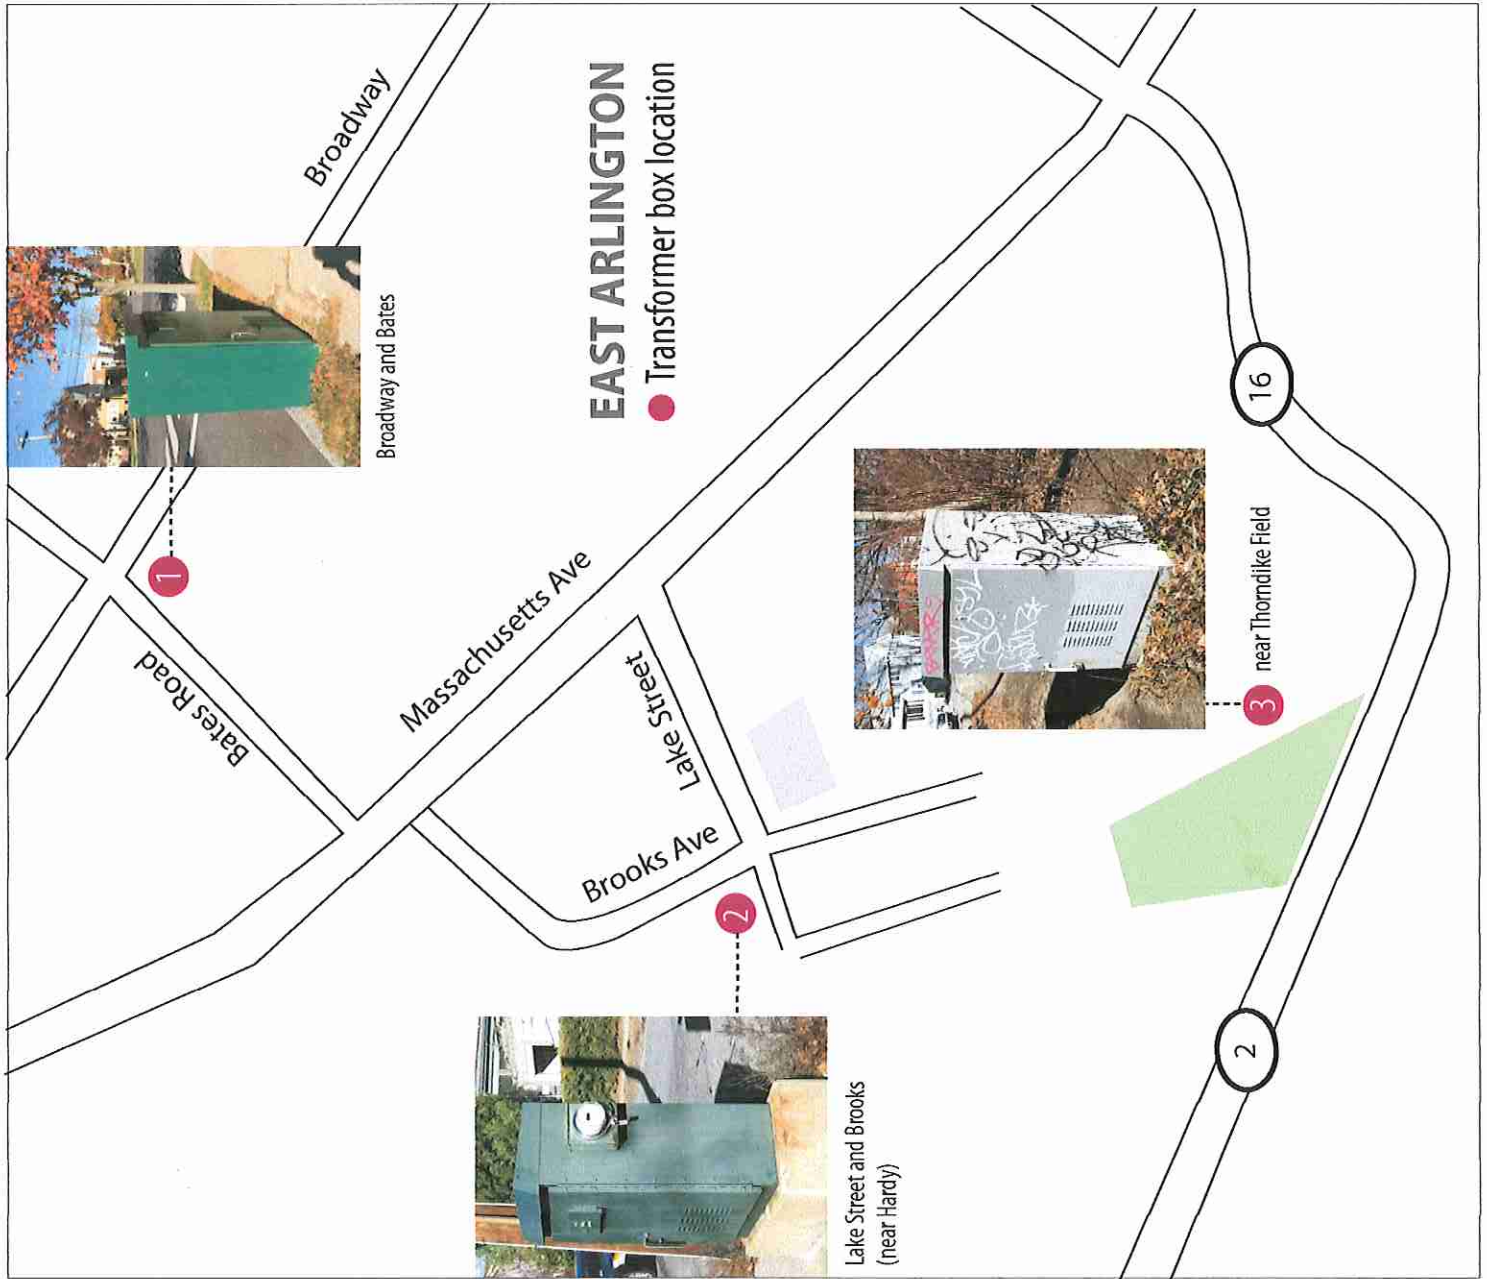 EAST ARLINGTON
Transformer box location
Broadway
Broadway and Bates
1
Bates Road
Massachusetts Ave
Lake Street
Brooks Ave
2
Lake Street and Brooks
(near Hardy)
3
near Thorndike Field
16
2